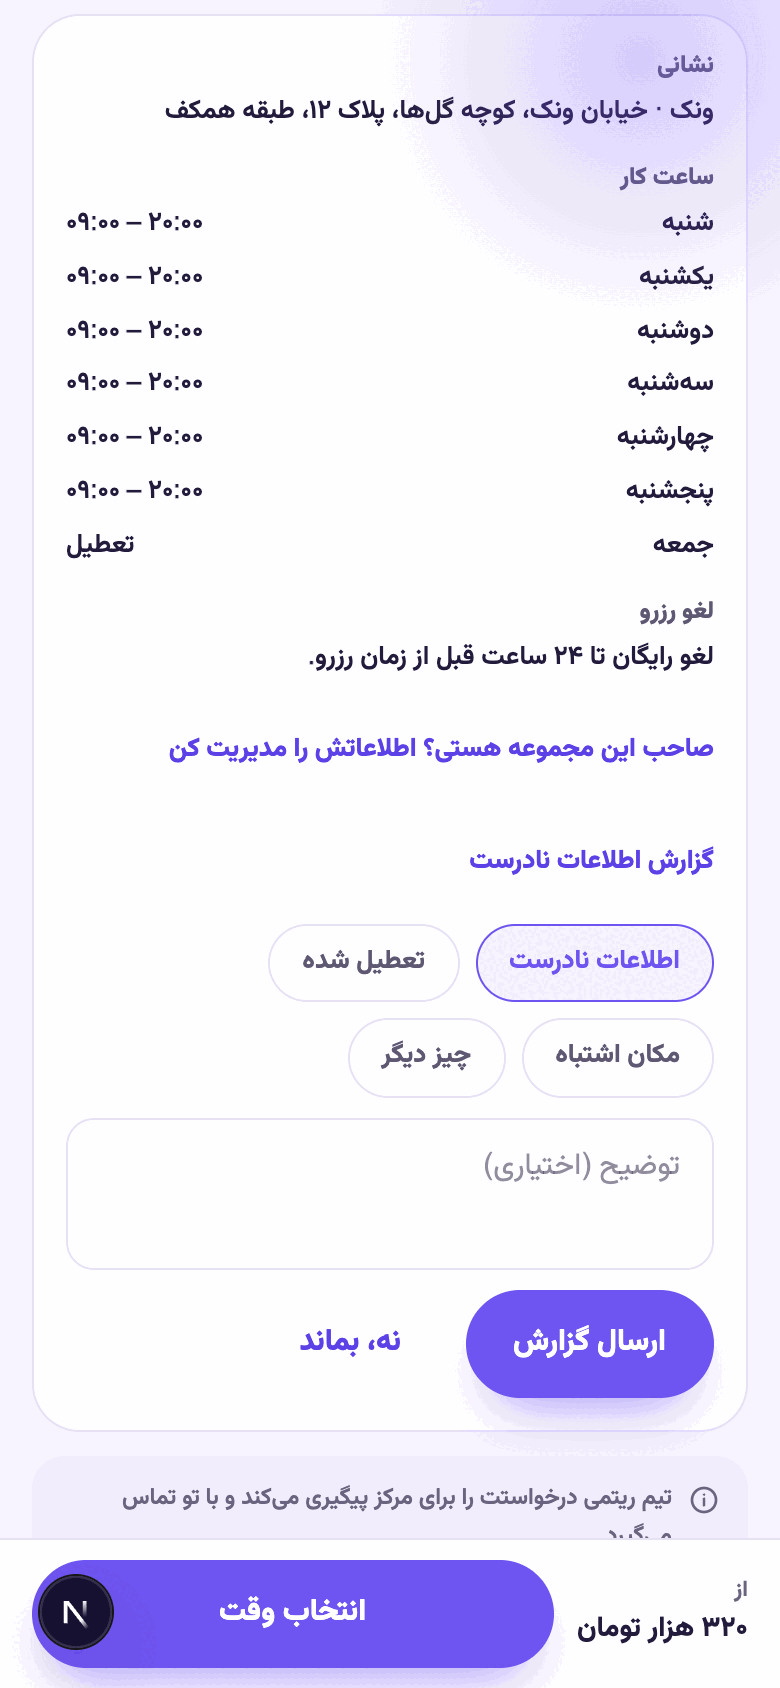 نشانی
ونک · خیابان ونک، کوچه گل‌ها، پلاک ۱۲، طبقه همکف
ساعت کار
شنبه ۰۹:۰۰ – ۲۰:۰۰
یکشنبه ۰۹:۰۰ – ۲۰:۰۰
دوشنبه ۰۹:۰۰ – ۲۰:۰۰
سه‌شنبه ۰۹:۰۰ – ۲۰:۰۰
چهارشنبه ۰۹:۰۰ – ۲۰:۰۰
پنجشنبه ۰۹:۰۰ – ۲۰:۰۰
جمعه تعطیل
لغو رزرو
لغو رایگان تا ۲۴ ساعت قبل از زمان رزرو.
صاحب این مجموعه هستی؟ اطلاعاتش را مدیریت کن
گزارش اطلاعات نادرست
اطلاعات نادرست تعطیل شده
مکان اشتباه چیز دیگر
توضیح (اختیاری)
ارسال گزارش نه، بماند
تیم ریتمی درخواستت را برای مرکز پیگیری می‌کند و با تو تماس
می‌گیرد
از
۳۲۰ هزار تومان
انتخاب وقت
N